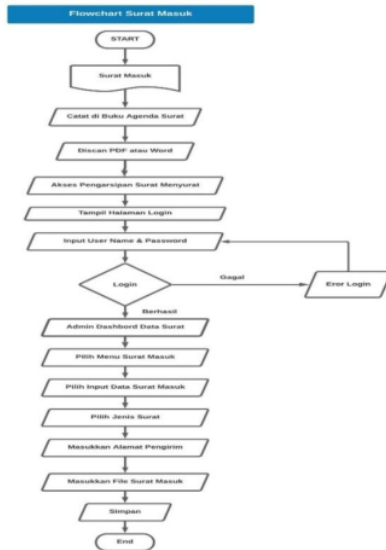 Flowchart Surat Masuk
START
Surat Masuk
Catat di Buku Agenda Surat
Discan PDF atau Word
Akses Pengarsipan Surat Menyurat
Tampil Halaman Login
Input User Name & Password
Login
Gagal
Eror Login
Berhasil
Admin Dashbord Data Surat
Pilih Menu Surat Masuk
Pilih Input Data Surat Masuk
Pilih Jenis Surat
Masukkan Alamat Pengirim
Masukkan File Surat Masuk
Simpan
End